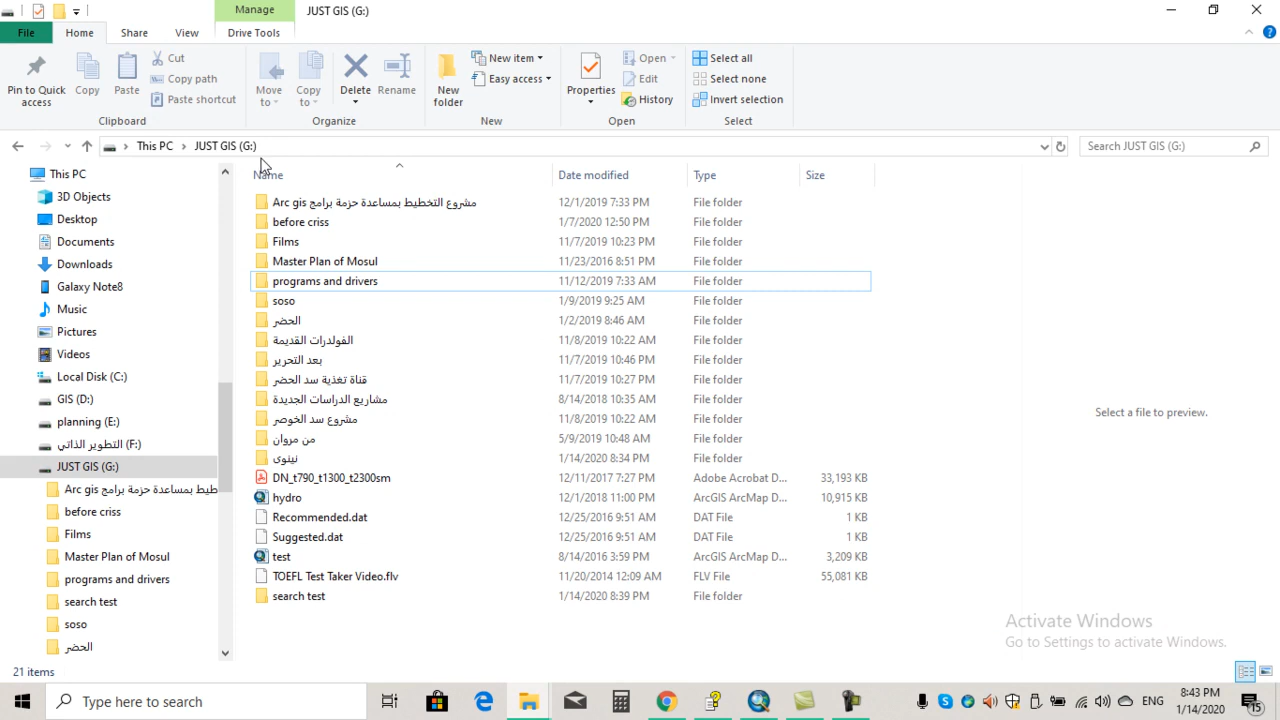 Manage
JUST GIS (G:)
File
Home
Share
View
Drive Tools
Pin to Quick access
Copy
Paste
Cut
Copy path
Paste shortcut
Move to
Copy to
Delete
Rename
New folder
New item
Easy access
Properties
Open
Edit
History
Select all
Select none
Invert selection
Clipboard
Organize
New
Open
Select
This PC
JUST GIS (G:)
Search JUST GIS (G:)
This PC
3D Objects
Desktop
Documents
Downloads
Galaxy Note8
Music
Pictures
Videos
Local Disk (C:)
GIS (D:)
planning (E:)
التطوير الذاتي (F:)
JUST GIS (G:)
طيط بمساعدة حزمة برامج Arc gis
before criss
Films
Master Plan of Mosul
programs and drivers
search test
soso
الحضر
Name Date modified Type Size
مشروع التخطيط بمساعدة حزمة برامج Arc gis 12/1/2019 7:33 PM File folder
before criss 1/7/2020 12:50 PM File folder
Films 11/7/2019 10:23 PM File folder
Master Plan of Mosul 11/23/2016 8:51 PM File folder
programs and drivers 11/12/2019 7:33 AM File folder
soso 1/9/2019 9:25 AM File folder
الحضر 1/2/2019 8:46 AM File folder
الفولدرات القديمة 11/8/2019 10:22 AM File folder
بعد التحرير 11/7/2019 10:46 PM File folder
قناة تغذية سد الحضر 11/7/2019 10:27 PM File folder
مشاريع الدراسات الجديدة 8/14/2018 10:35 AM File folder
مشروع سد الخوصر 11/8/2019 10:22 AM File folder
من مروان 5/9/2019 10:48 AM File folder
نينوى 1/14/2020 8:34 PM File folder
DN_t790_t1300_t2300sm 12/11/2017 7:27 PM Adobe Acrobat D... 33,193 KB
hydro 12/1/2018 11:00 PM ArcGIS ArcMap D... 10,915 KB
Recommended.dat 12/25/2016 9:51 AM DAT File 1 KB
Suggested.dat 12/25/2016 9:51 AM DAT File 1 KB
test 8/14/2016 3:59 PM ArcGIS ArcMap D... 3,209 KB
TOEFL Test Taker Video.flv 11/20/2014 12:09 AM FLV File 55,081 KB
search test 1/14/2020 8:39 PM File folder
Select a file to preview.
Activate Windows
Go to Settings to activate Windows.
21 items
Type here to search
ENG
8:43 PM
1/14/2020
15